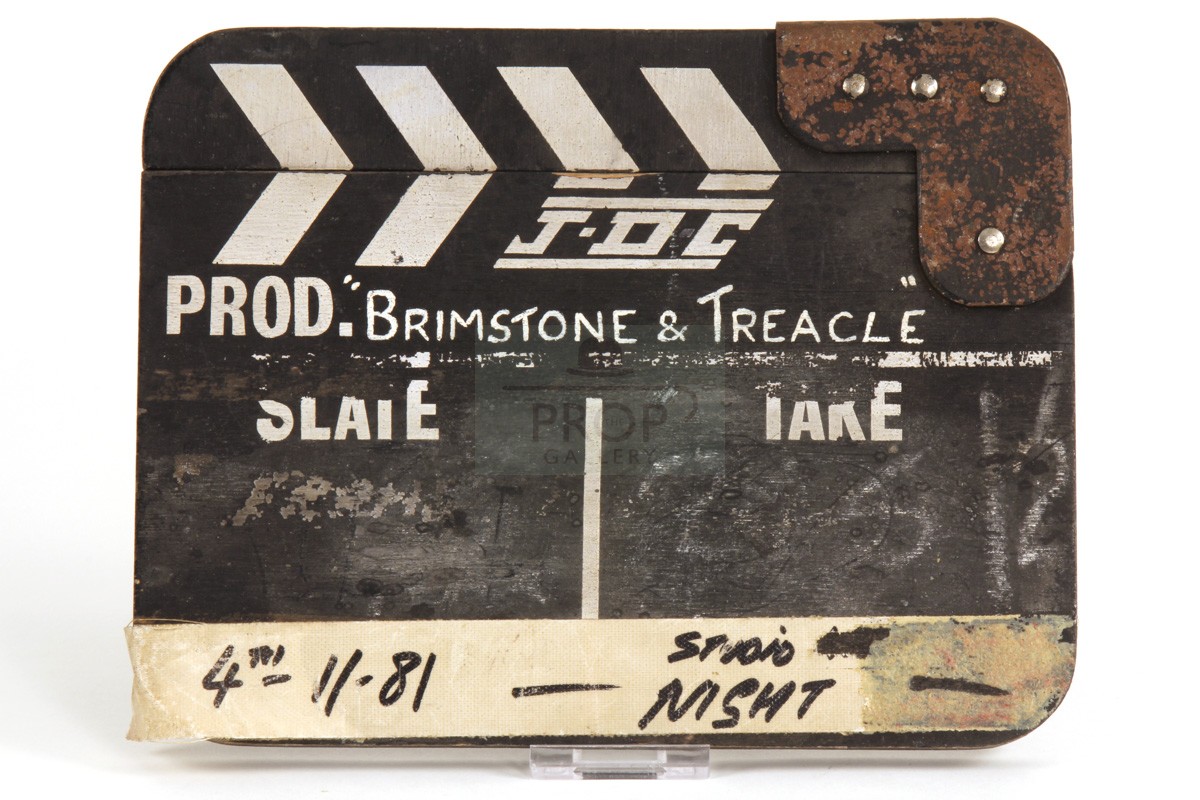 J·D·C
PROD. "BRIMSTONE & TREACLE"
SLATE TAKE
PROP
GALLERY
4TH 11-81 — STUDIO
NIGHT —